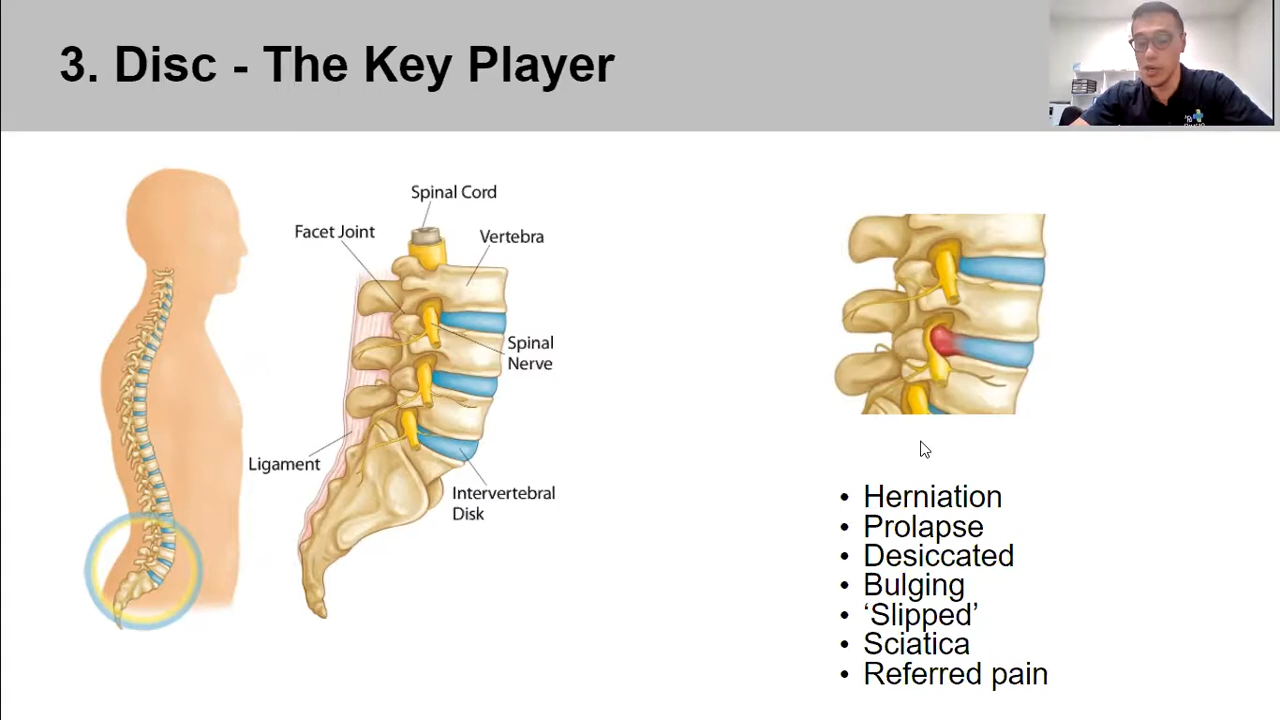 3. Disc - The Key Player
Spinal Cord
Facet Joint
Vertebra
Spinal
Nerve
Ligament
Intervertebral
Disk
• Herniation
• Prolapse
• Desiccated
• Bulging
• ‘Slipped’
• Sciatica
• Referred pain